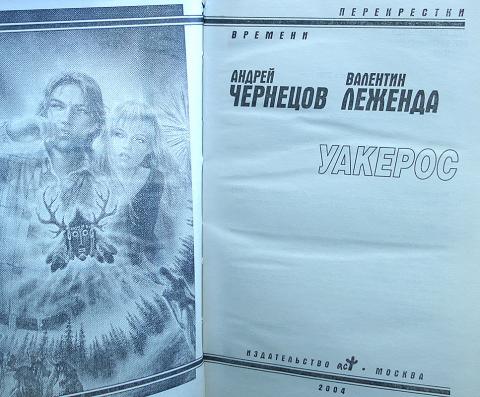 ПЕРЕКРЕСТКИ
ВРЕМЕНИ
АНДРЕЙ ВАЛЕНТИН
ЧЕРНЕЦОВ ЛЕЖЕНДА
УАКЕРОС
ИЗДАТЕЛЬСТВО аст • МОСКВА
2004